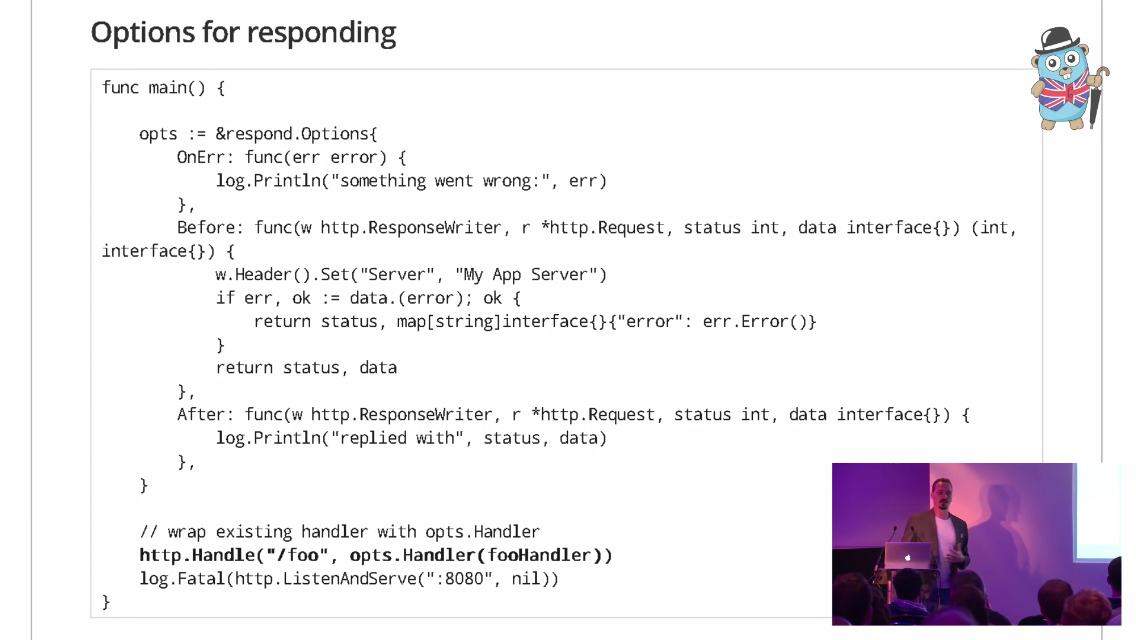 Options for responding
func main() {
opts := &respond.Options{
OnErr: func(err error) {
log.Println("something went wrong:", err)
},
Before: func(w http.ResponseWriter, r *http.Request, status int, data interface{}) (int,
interface{}) {
w.Header().Set("Server", "My App Server")
if err, ok := data.(error); ok {
return status, map[string]interface{}{"error": err.Error()}
}
return status, data
},
After: func(w http.ResponseWriter, r *http.Request, status int, data interface{}) {
log.Println("replied with", status, data)
},
}
// wrap existing handler with opts.Handler
http.Handle("/foo", opts.Handler(fooHandler))
log.Fatal(http.ListenAndServe(":8080", nil))
}